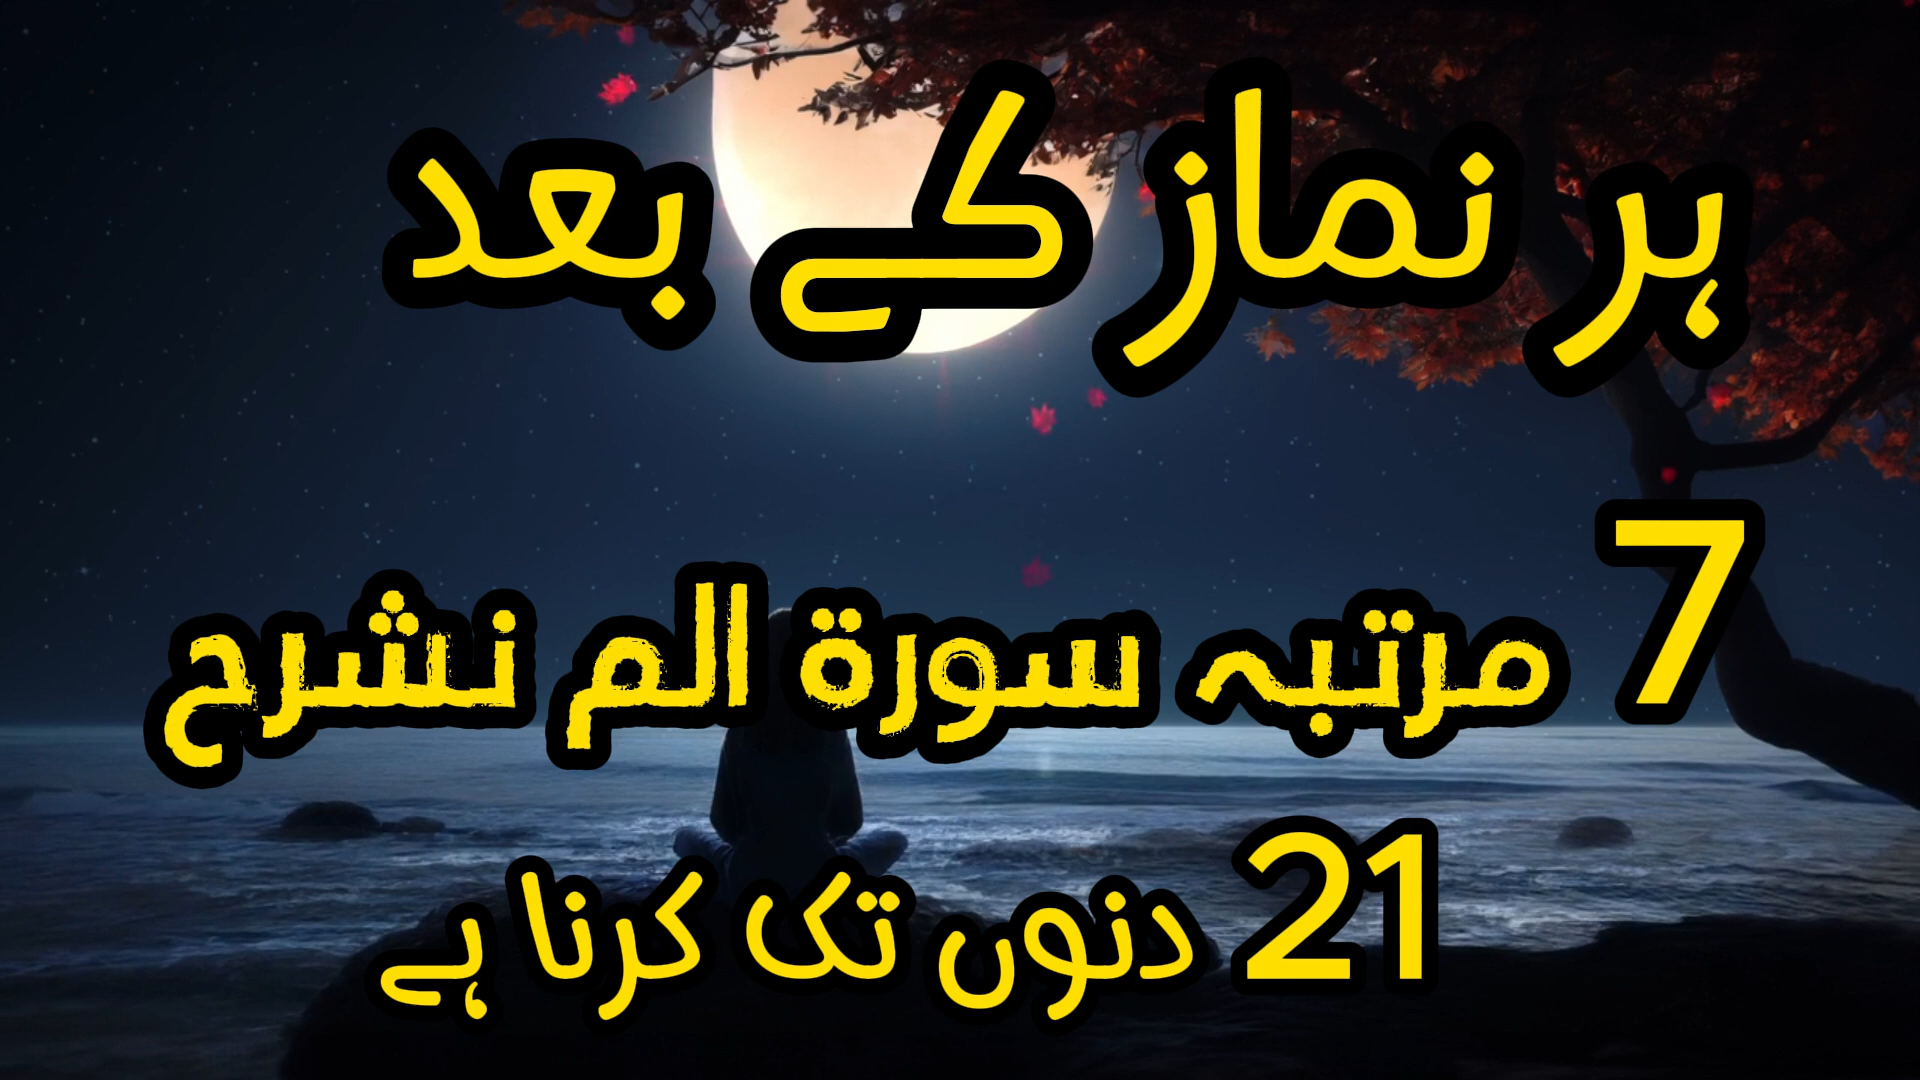 ہر نماز کے بعد
7 مرتبہ سورۃ الم نشرح
21 دنوں تک کرنا ہے